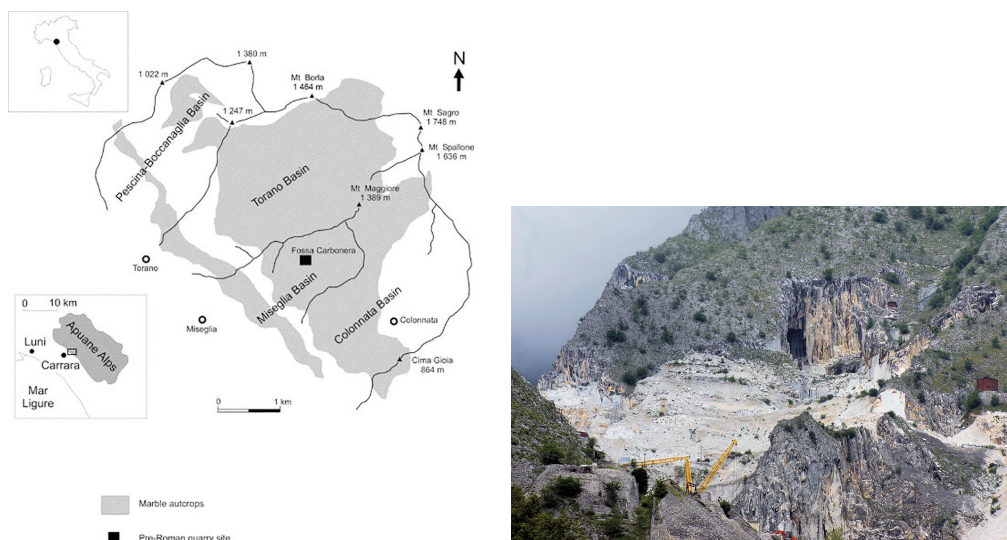 N
1 380 m
1 022 m
Mt Borla
1 464 m
1 247 m
Mt Sagro
1 748 m
Mt Spallone
1 636 m
Pescina-Boccanaglia Basin
Torano Basin
Mt Maggiore
1 389 m
Fossa Carbonera
Torano
Miseglia Basin
Miseglia
Colonnata Basin
Colonnata
Cima Gioia
864 m
0 10 km
Apuane Alps
Luni
Carrara
Mar
Ligure
0 1 km
Marble autcrops
Pre-Roman quarry site